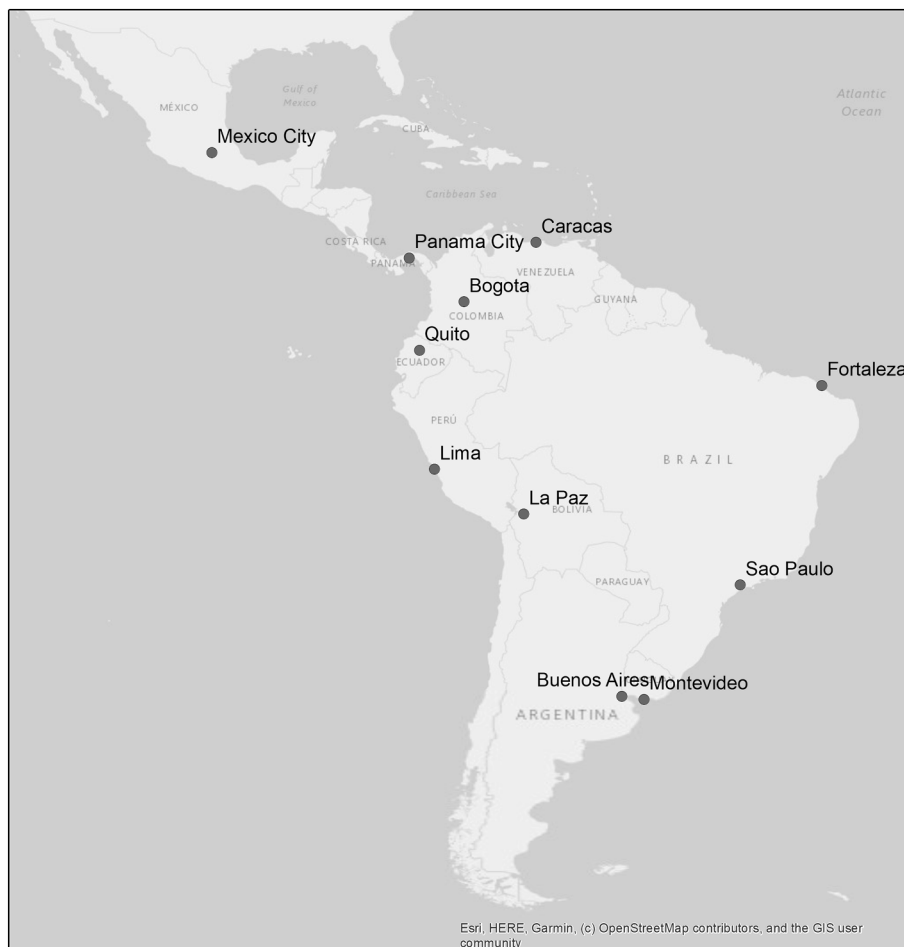 Atlantic
Ocean
Gulf of
Mexico
MÉXICO
CUBA
Mexico City
Caribbean Sea
Caracas
COSTA RICA
Panama City
PANAMA
VENEZUELA
Bogota
GUYANA
COLOMBIA
Quito
ECUADOR
Fortaleza
PERÚ
Lima
BRAZIL
La Paz
BOLIVIA
Sao Paulo
PARAGUAY
Buenos Aires
Montevideo
ARGENTINA
Esri, HERE, Garmin, (c) OpenStreetMap contributors, and the GIS user
community